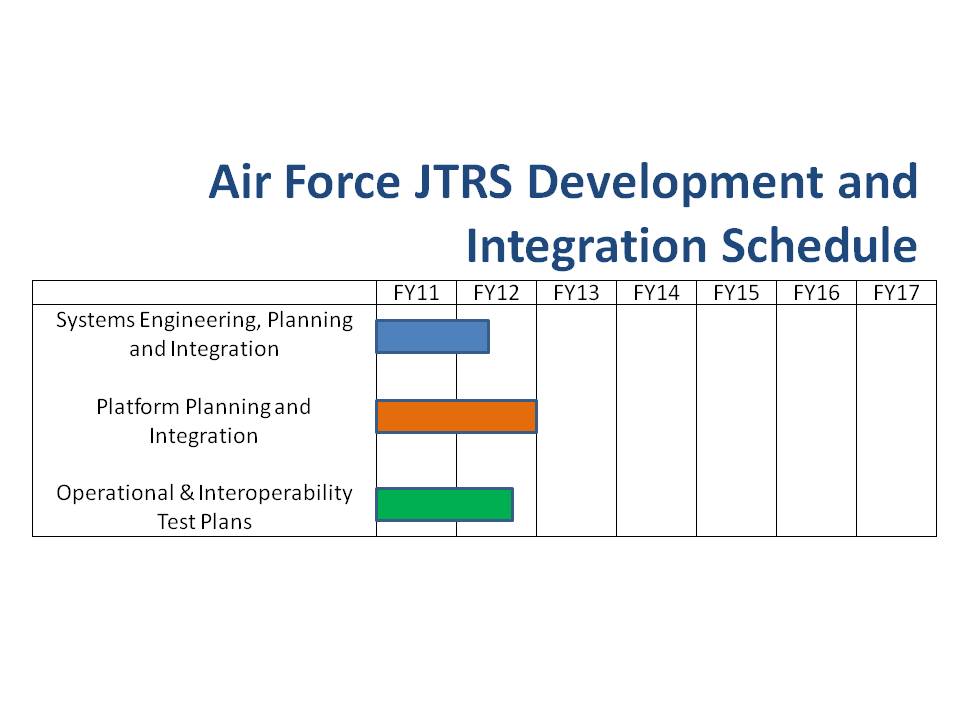 Air Force JTRS Development and
Integration Schedule
FY11 FY12 FY13 FY14 FY15 FY16 FY17
Systems Engineering, Planning
and Integration
Platform Planning and
Integration
Operational & Interoperability
Test Plans